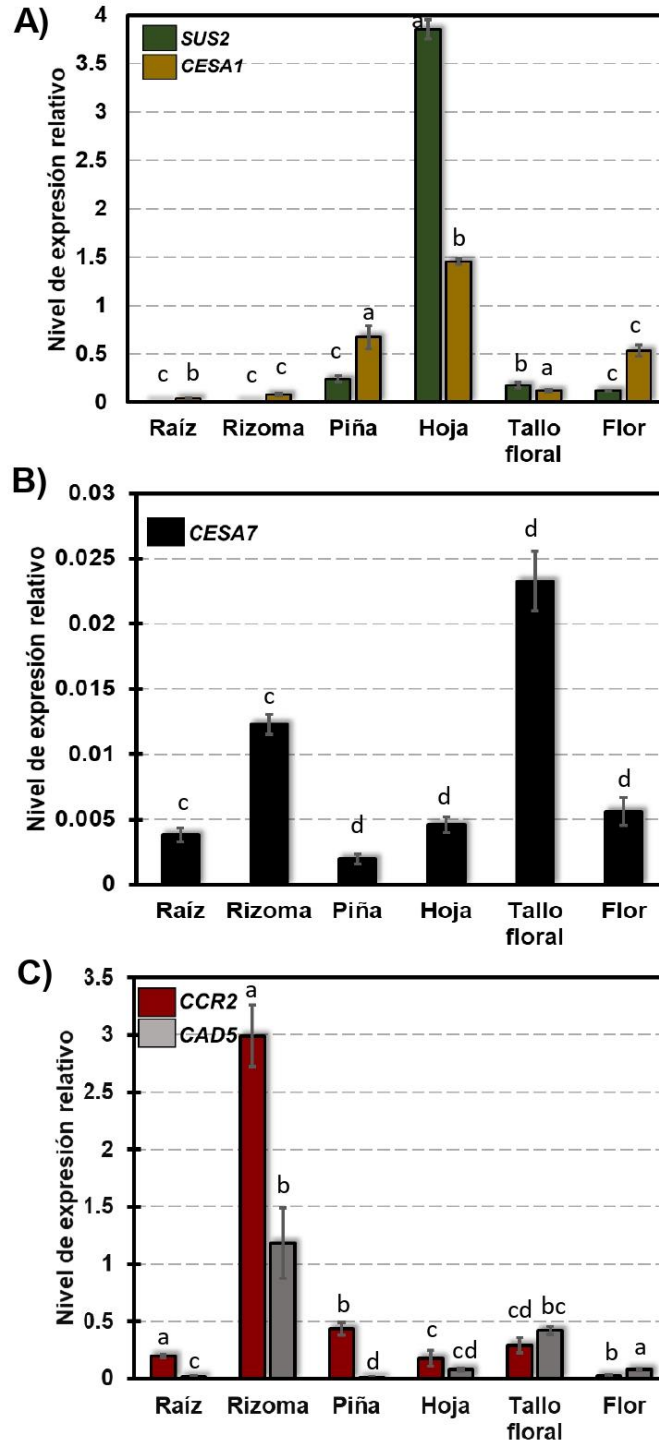 A)
SUS2
CESA1
Nivel de expresión relativo
4
3.5
3
2.5
2
1.5
1
0.5
0
c b c c c a a b b a c c
Raíz Rizoma Piña Hoja Tallo floral Flor
B)
CESA7
Nivel de expresión relativo
0.03
0.025
0.02
0.015
0.01
0.005
0
c c d d d d
Raíz Rizoma Piña Hoja Tallo floral Flor
C)
CCR2
CAD5
Nivel de expresión relativo
3.5
3
2.5
2
1.5
1
0.5
0
a c a b b d c cd cd bc b a
Raíz Rizoma Piña Hoja Tallo floral Flor